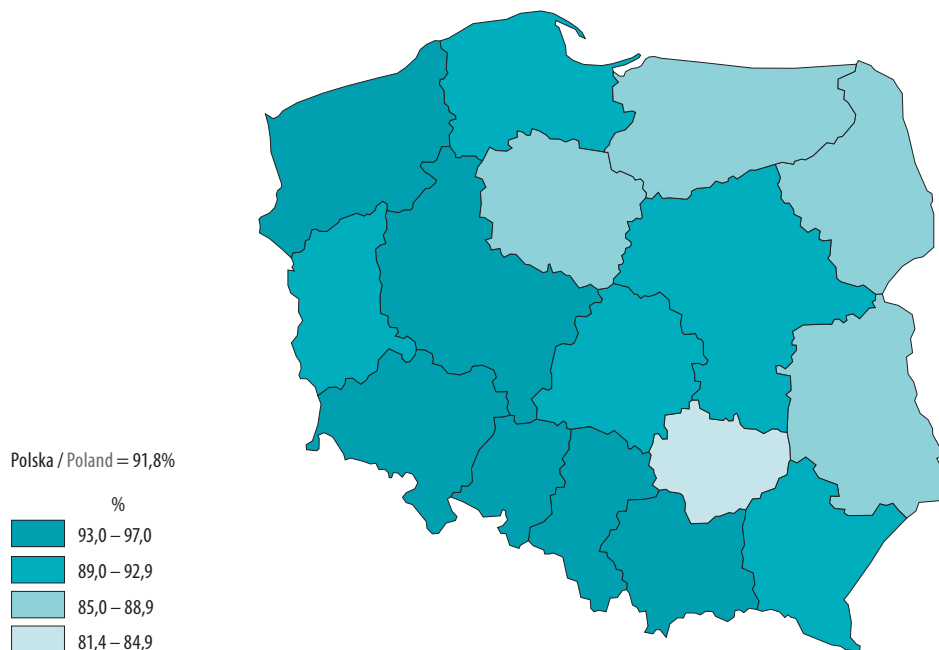 Polska / Poland = 91,8%
%
93,0 – 97,0
89,0 – 92,9
85,0 – 88,9
81,4 – 84,9